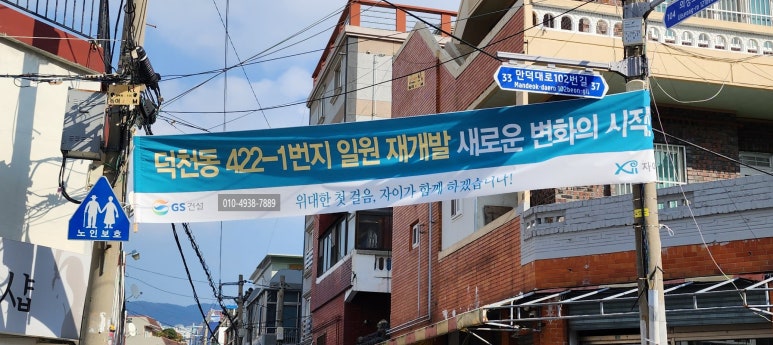 33 만덕대로102번길 37
Mandeok-daero 102beon-gil
덕천동 422-1번지 일원 재개발 새로운 변화의 시작
위대한 첫 걸음, 자이가 함께 하겠습니다!
GS건설
010-4938-7889
Xi 자이
노인보호
샵
104